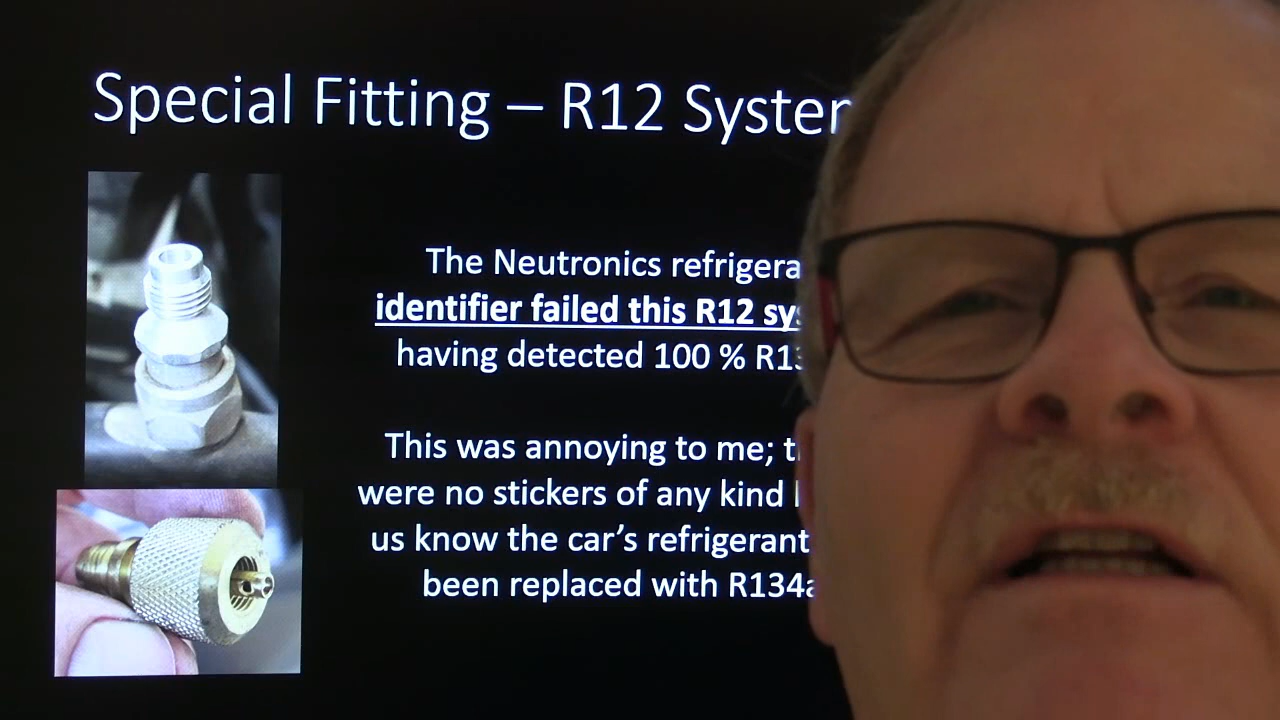 Special Fitting – R12 System
The Neutronics refrigera
identifier failed this R12 sys
having detected 100 % R13
This was annoying to me; t
were no stickers of any kind
us know the car's refrigerant
been replaced with R134a